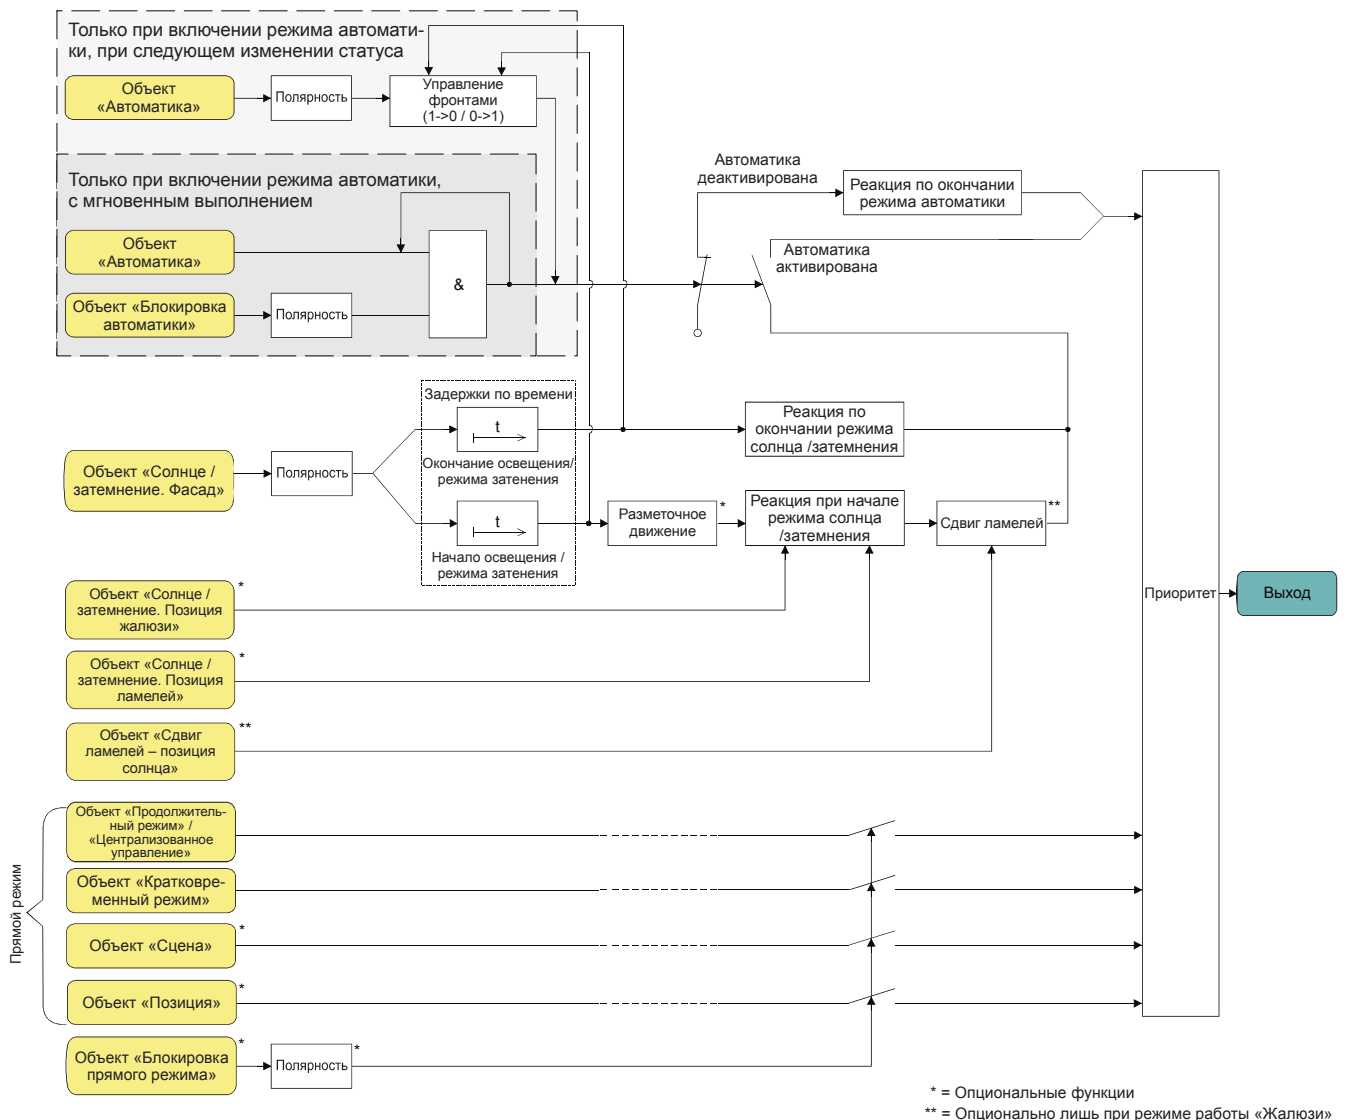 Только при включении режима автомати-
ки, при следующем изменении статуса
Объект
«Автоматика»
Полярность
Управление
фронтами
(1->0 / 0->1)
Только при включении режима автоматики,
с мгновенным выполнением
Объект
«Автоматика»
Объект «Блокировка
автоматики»
Полярность
&
Автоматика
деактивирована
Реакция по окончании
режима автоматики
Автоматика
активирована
Задержки по времени
t
Окончание освещения/
режима затенения
t
Начало освещения /
режима затенения
Объект «Солнце /
затемнение. Фасад»
Полярность
Реакция по
окончании режима
солнца /затемнения
Разметочное
движение
*
Реакция при начале
режима солнца
/затемнения
Сдвиг ламелей
**
Объект «Солнце /
затемнение. Позиция
жалюзи»
*
Объект «Солнце /
затемнение. Позиция
ламелей»
*
Объект «Сдвиг
ламелей – позиция
солнца»
**
Приоритет
Выход
Прямой режим
Объект «Продолжитель-
ный режим» /
«Централизованное
управление»
Объект «Кратковре-
менный режим»
Объект «Сцена»
*
Объект «Позиция»
*
Объект «Блокировка
прямого режима»
*
Полярность
*
* = Опциональные функции
** = Опционально лишь при режиме работы «Жалюзи»